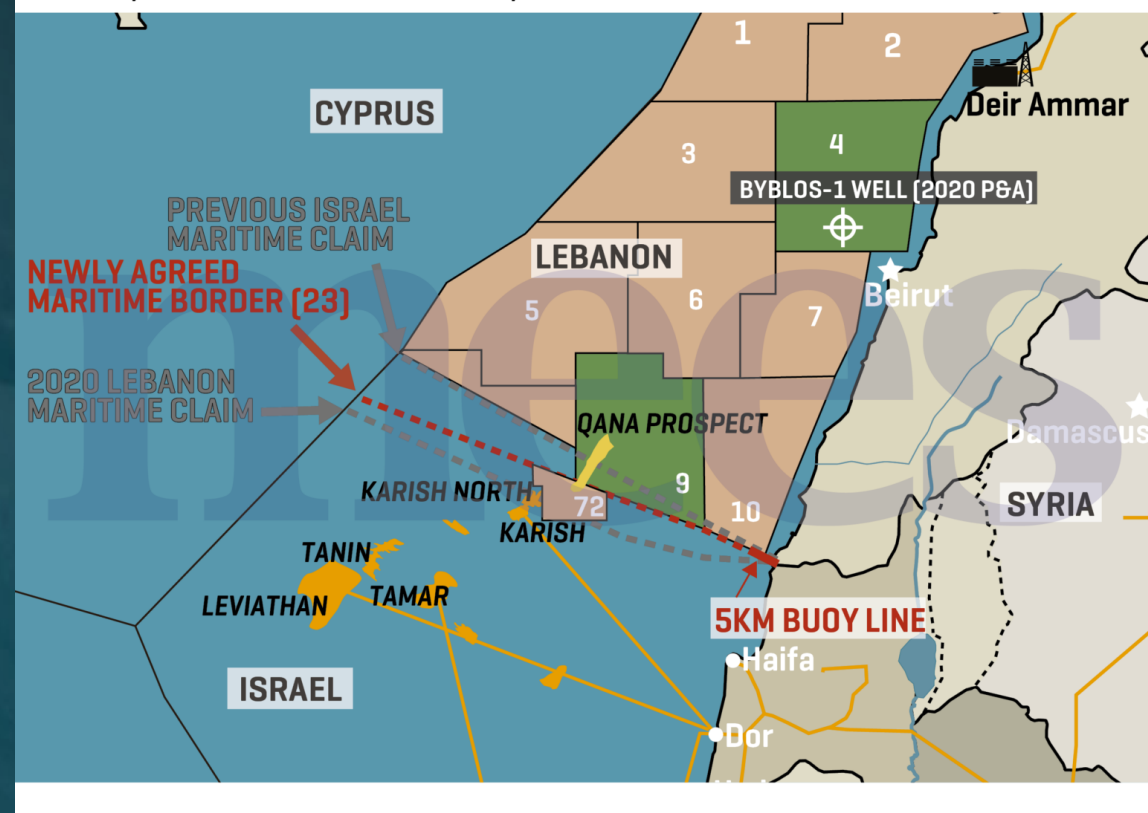 1
2
CYPRUS
Deir Ammar
3
4
BYBLOS-1 WELL (2020 P&A)
PREVIOUS ISRAEL
MARITIME CLAIM
LEBANON
NEWLY AGREED
MARITIME BORDER (23)
5
6
7
Beirut
mees
2020 LEBANON
MARITIME CLAIM
QANA PROSPECT
Damascus
KARISH NORTH
9
72
10
SYRIA
KARISH
TANIN
LEVIATHAN
TAMAR
5KM BUOY LINE
Haifa
ISRAEL
Dor